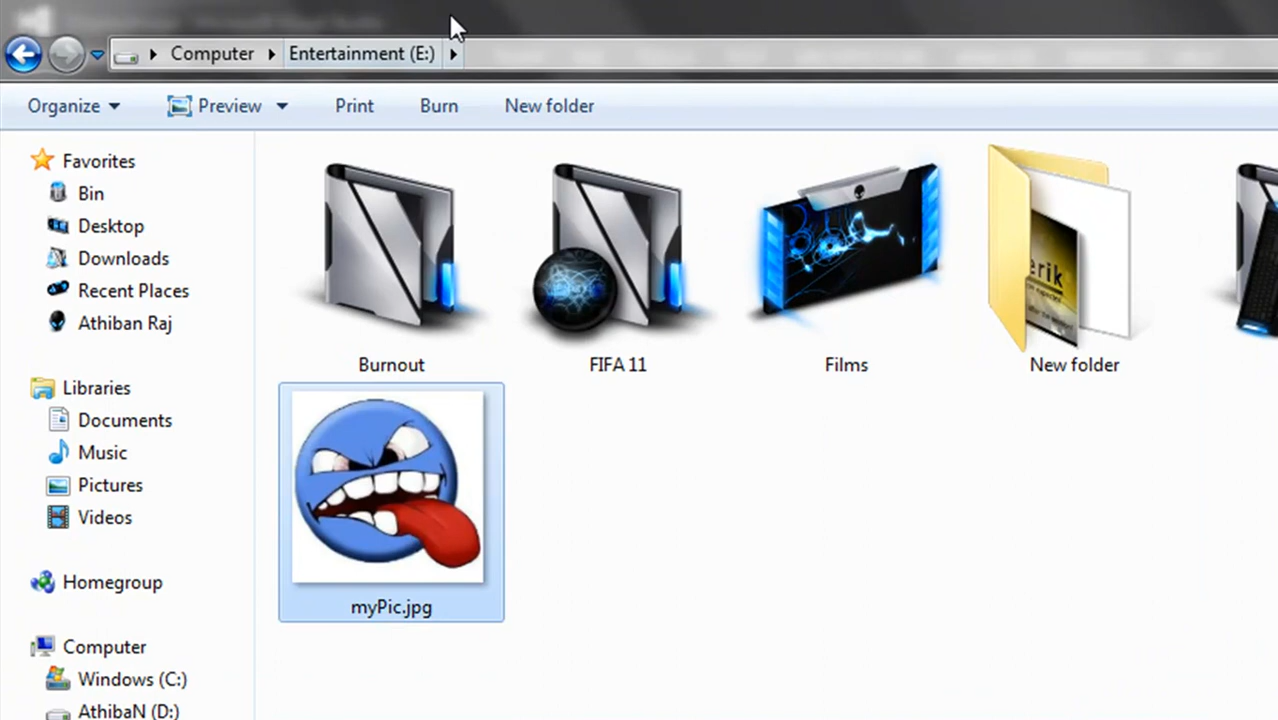 Computer
Entertainment (E:)
Organize
Preview
Print
Burn
New folder
Favorites
Bin
Desktop
Downloads
Recent Places
Athiban Raj
Libraries
Documents
Music
Pictures
Videos
Homegroup
Computer
Windows (C:)
AthibaN (D:)
Burnout
FIFA 11
Films
erik
New folder
myPic.jpg